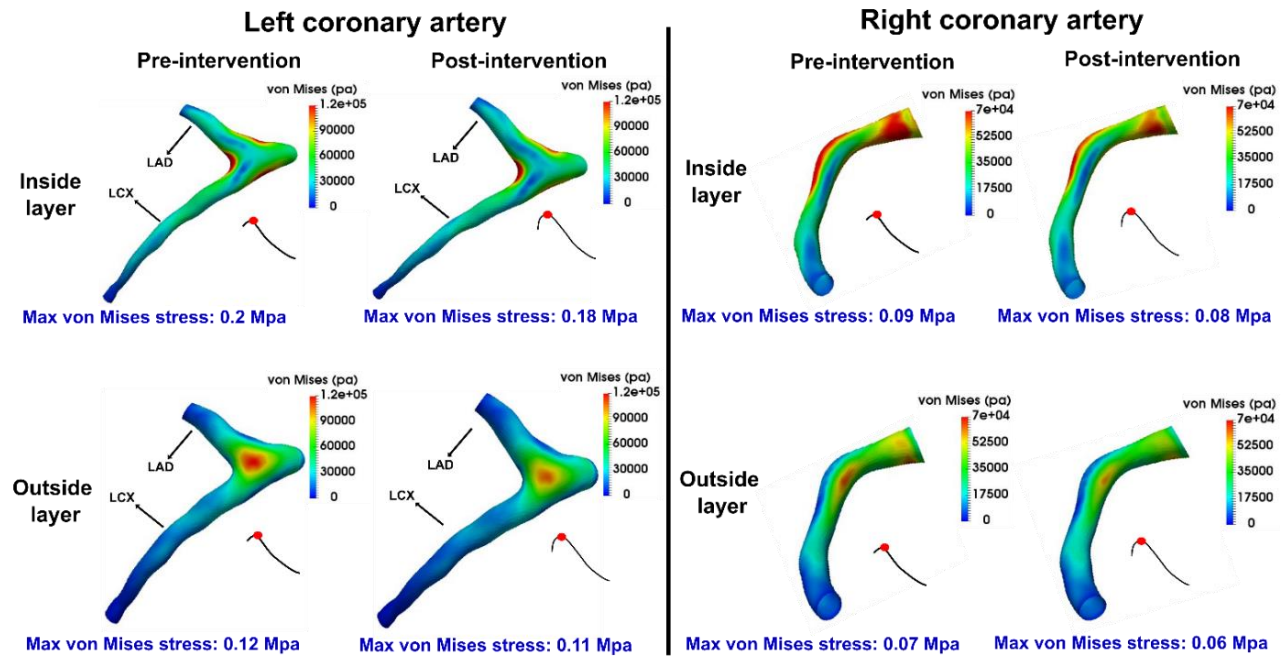 Left coronary artery
Right coronary artery
Pre-intervention
Post-intervention
Pre-intervention
Post-intervention
Inside
layer
von Mises (pa)
1.2e+05
90000
60000
30000
0
LAD
LCX
Max von Mises stress: 0.2 Mpa
von Mises (pa)
1.2e+05
90000
60000
30000
0
LAD
LCX
Max von Mises stress: 0.18 Mpa
Inside
layer
von Mises (pa)
7e+04
52500
35000
17500
0
Max von Mises stress: 0.09 Mpa
von Mises (pa)
7e+04
52500
35000
17500
0
Max von Mises stress: 0.08 Mpa
Outside
layer
von Mises (pa)
1.2e+05
90000
60000
30000
0
LAD
LCX
Max von Mises stress: 0.12 Mpa
von Mises (pa)
1.2e+05
90000
60000
30000
0
LAD
LCX
Max von Mises stress: 0.11 Mpa
Outside
layer
von Mises (pa)
7e+04
52500
35000
17500
0
Max von Mises stress: 0.07 Mpa
von Mises (pa)
7e+04
52500
35000
17500
0
Max von Mises stress: 0.06 Mpa